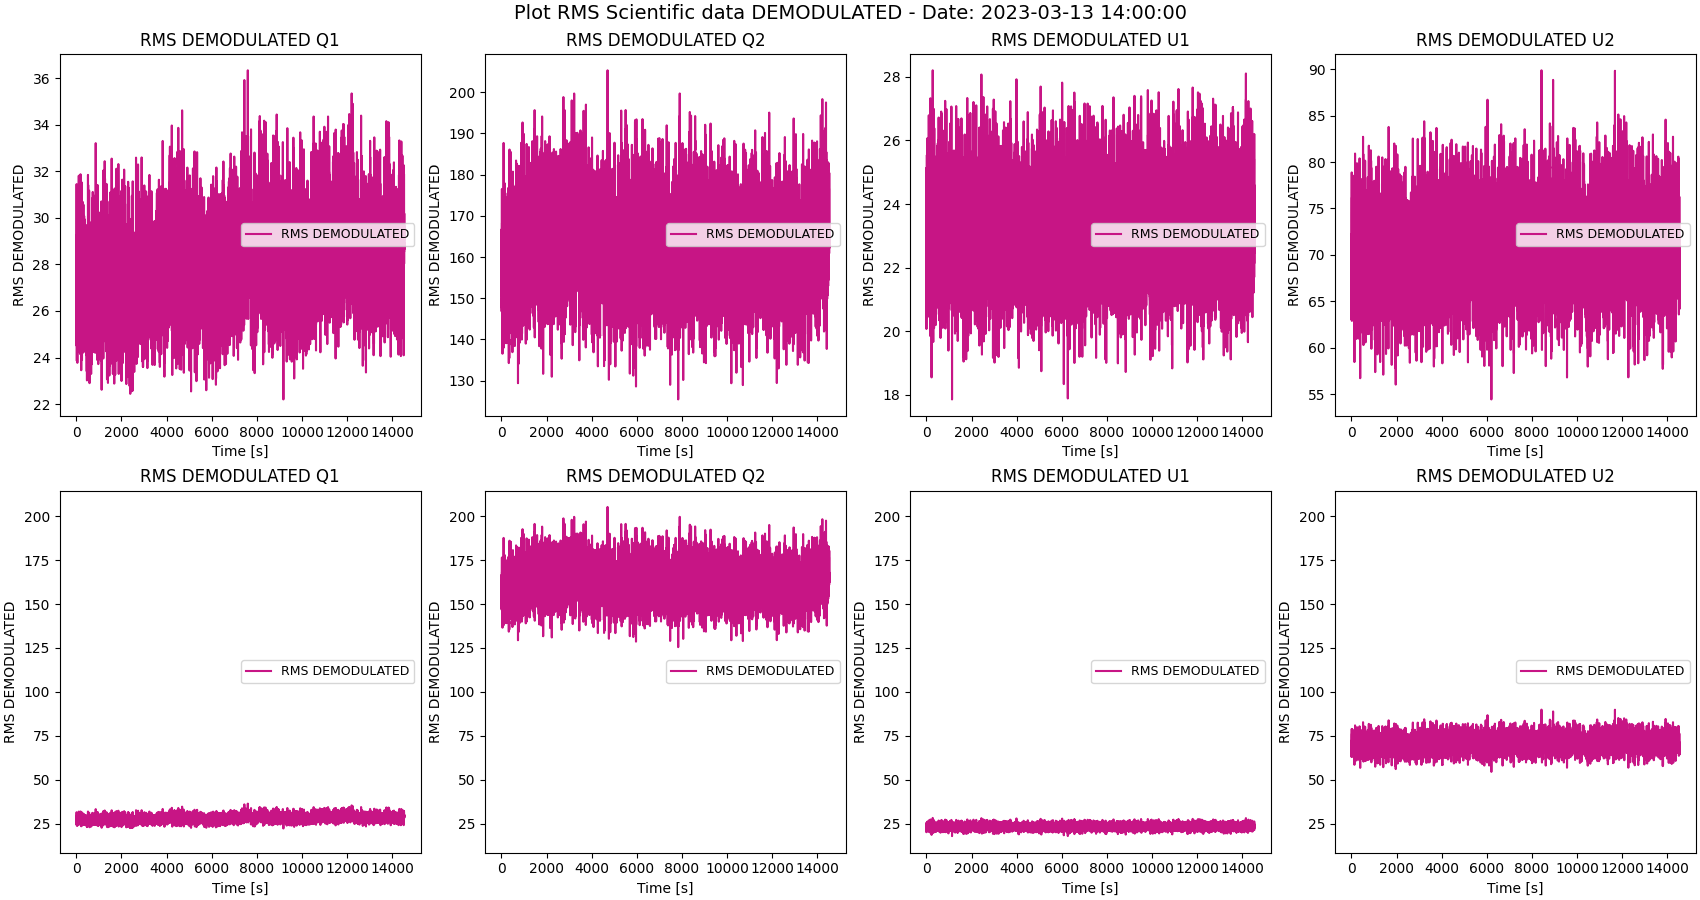 Plot RMS Scientific data DEMODULATED - Date: 2023-03-13 14:00:00
RMS DEMODULATED Q1
RMS DEMODULATED
36
34
32
30
28
26
24
22
RMS DEMODULATED
0 2000 4000 6000 8000 10000 12000 14000
Time [s]
RMS DEMODULATED Q2
RMS DEMODULATED
200
190
180
170
160
150
140
130
RMS DEMODULATED
0 2000 4000 6000 8000 10000 12000 14000
Time [s]
RMS DEMODULATED U1
RMS DEMODULATED
28
26
24
22
20
18
RMS DEMODULATED
0 2000 4000 6000 8000 10000 12000 14000
Time [s]
RMS DEMODULATED U2
RMS DEMODULATED
90
85
80
75
70
65
60
55
RMS DEMODULATED
0 2000 4000 6000 8000 10000 12000 14000
Time [s]
RMS DEMODULATED Q1
RMS DEMODULATED
200
175
150
125
100
75
50
25
RMS DEMODULATED
0 2000 4000 6000 8000 10000 12000 14000
Time [s]
RMS DEMODULATED Q2
RMS DEMODULATED
200
175
150
125
100
75
50
25
RMS DEMODULATED
0 2000 4000 6000 8000 10000 12000 14000
Time [s]
RMS DEMODULATED U1
RMS DEMODULATED
200
175
150
125
100
75
50
25
RMS DEMODULATED
0 2000 4000 6000 8000 10000 12000 14000
Time [s]
RMS DEMODULATED U2
RMS DEMODULATED
200
175
150
125
100
75
50
25
RMS DEMODULATED
0 2000 4000 6000 8000 10000 12000 14000
Time [s]